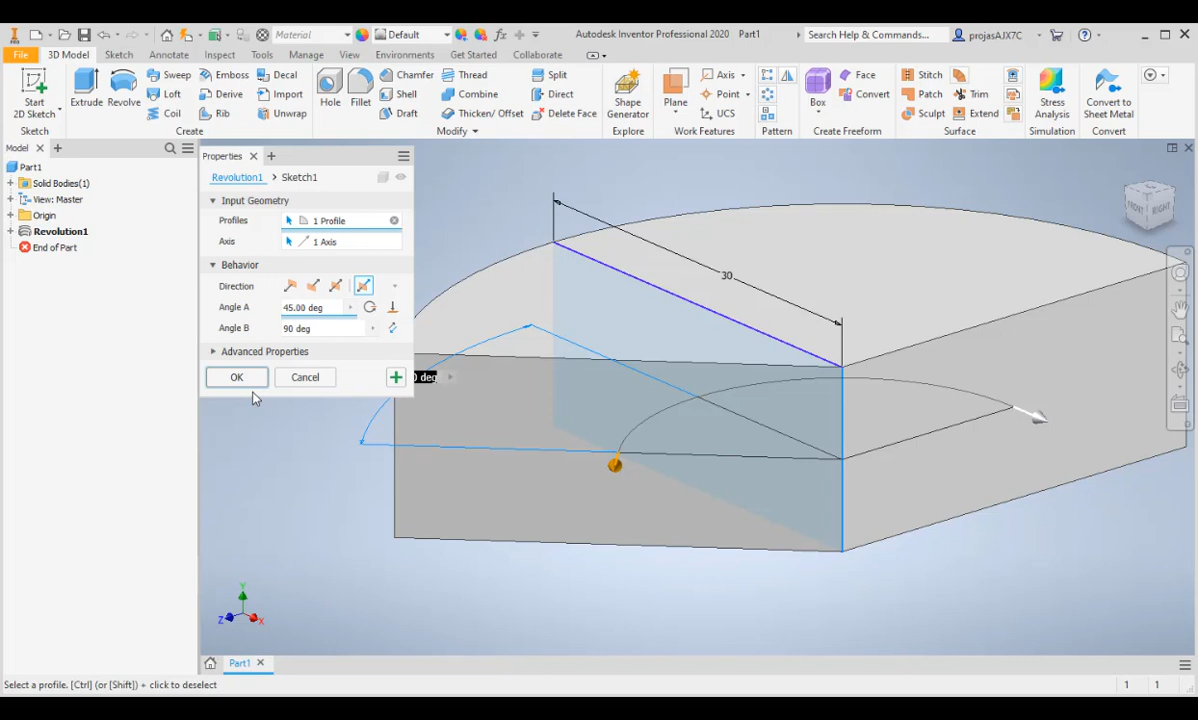 Material
Default
Autodesk Inventor Professional 2020 Part1
Search Help & Commands...
projasAJX7C
File 3D Model Sketch Annotate Inspect Tools Manage View Environments Get Started Collaborate
Start
2D Sketch
Extrude
Revolve
Sweep
Loft
Coil
Emboss
Derive
Rib
Decal
Import
Unwrap
Hole
Fillet
Chamfer
Shell
Draft
Thread
Combine
Thicken/ Offset
Split
Direct
Delete Face
Shape
Generator
Plane
Axis
Point
UCS
Box
Face
Convert
Stitch
Patch
Sculpt
Trim
Extend
Stress
Analysis
Convert to
Sheet Metal
Sketch Create Modify Explore Work Features Pattern Create Freeform Surface Simulation Convert
Model
Part1
Solid Bodies(1)
View: Master
Origin
Revolution1
End of Part
Properties
Revolution1 > Sketch1
Input Geometry
Profiles 1 Profile
Axis 1 Axis
Behavior
Direction
Angle A 45.00 deg
Angle B 90 deg
Advanced Properties
OK Cancel
0 deg
30
FRONT RIGHT
Y
Z X
Part1
Select a profile. [Ctrl] (or [Shift]) + click to deselect
1 1